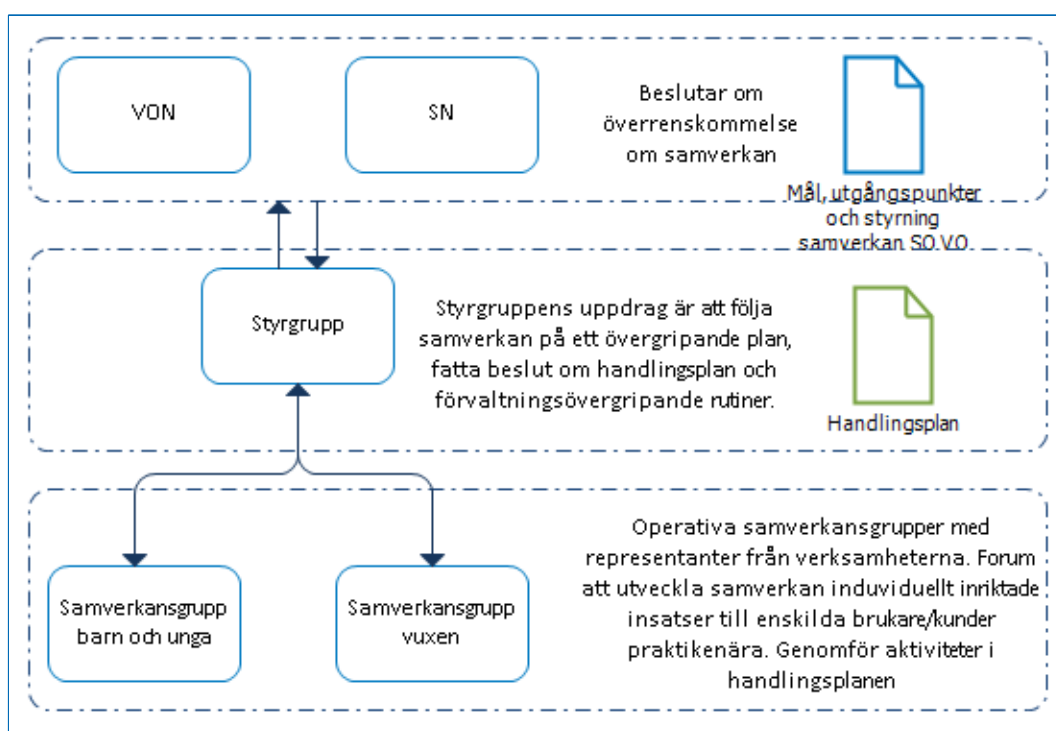 VON
SN
Beslutar om
överrenskommelse
om samverkan
Mål, utgångspunkter
och styrning
samverkan SO VO
Styrgrupp
Styrgruppens uppdrag är att följa
samverkan på ett övergripande plan,
fatta beslut om handlingsplan och
förvaltningsövergripande rutiner.
Handlingsplan
Samverkansgrupp
barn och unga
Samverkansgrupp
vuxen
Operativa samverkansgrupper med
representanter från verksamheterna. Forum
att utveckla samverkan induviduellt inriktade
insatser till enskilda brukare/kunder
praktikenära. Genomför aktiviteter i
handlingsplanen